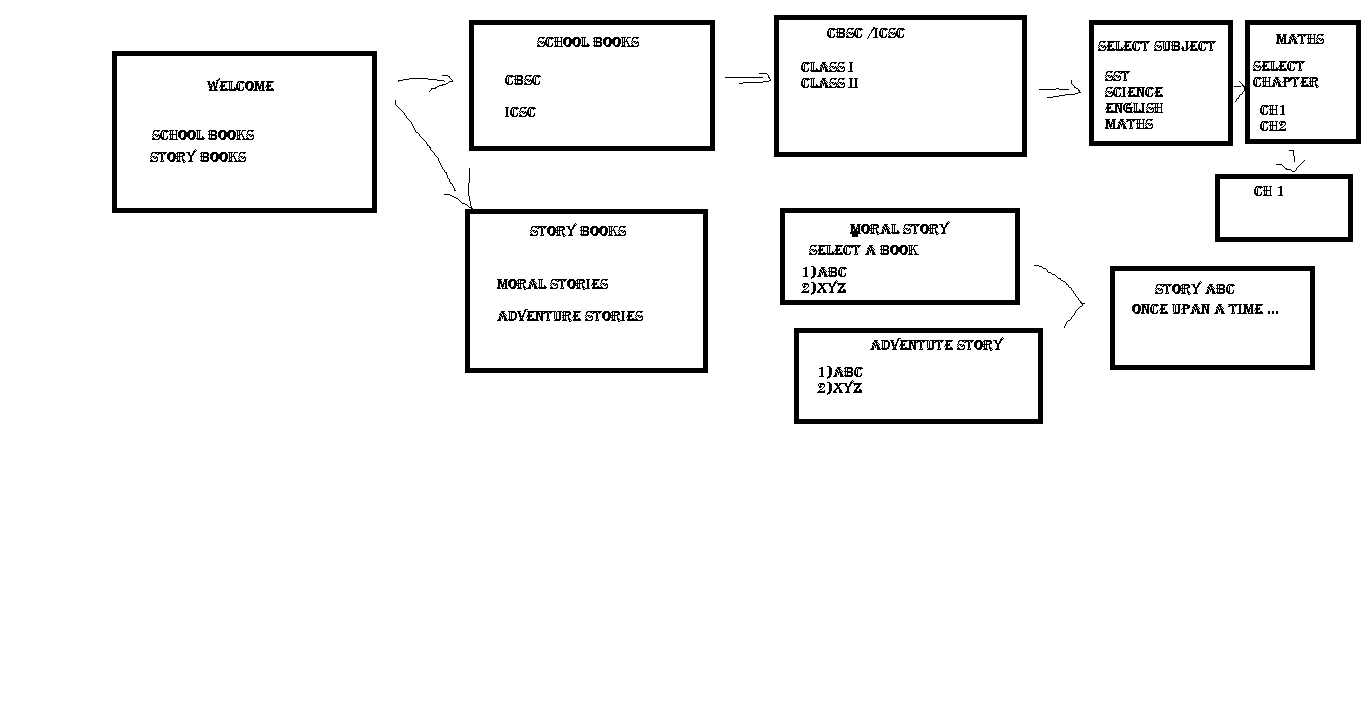 WELCOME
SCHOOL BOOKS
STORY BOOKS
SCHOOL BOOKS
CBSC
ICSC
CBSC /ICSC
CLASS I
CLASS II
SELECT SUBJECT
SST
SCIENCE
ENGLISH
MATHS
MATHS
SELECT
CHAPTER
CH1
CH2
CH 1
STORY BOOKS
MORAL STORIES
ADVENTURE STORIES
MORAL STORY
SELECT A BOOK
1)ABC
2)XYZ
ADVENTUTE STORY
1)ABC
2)XYZ
STORY ABC
ONCE UPAN A TIME ...